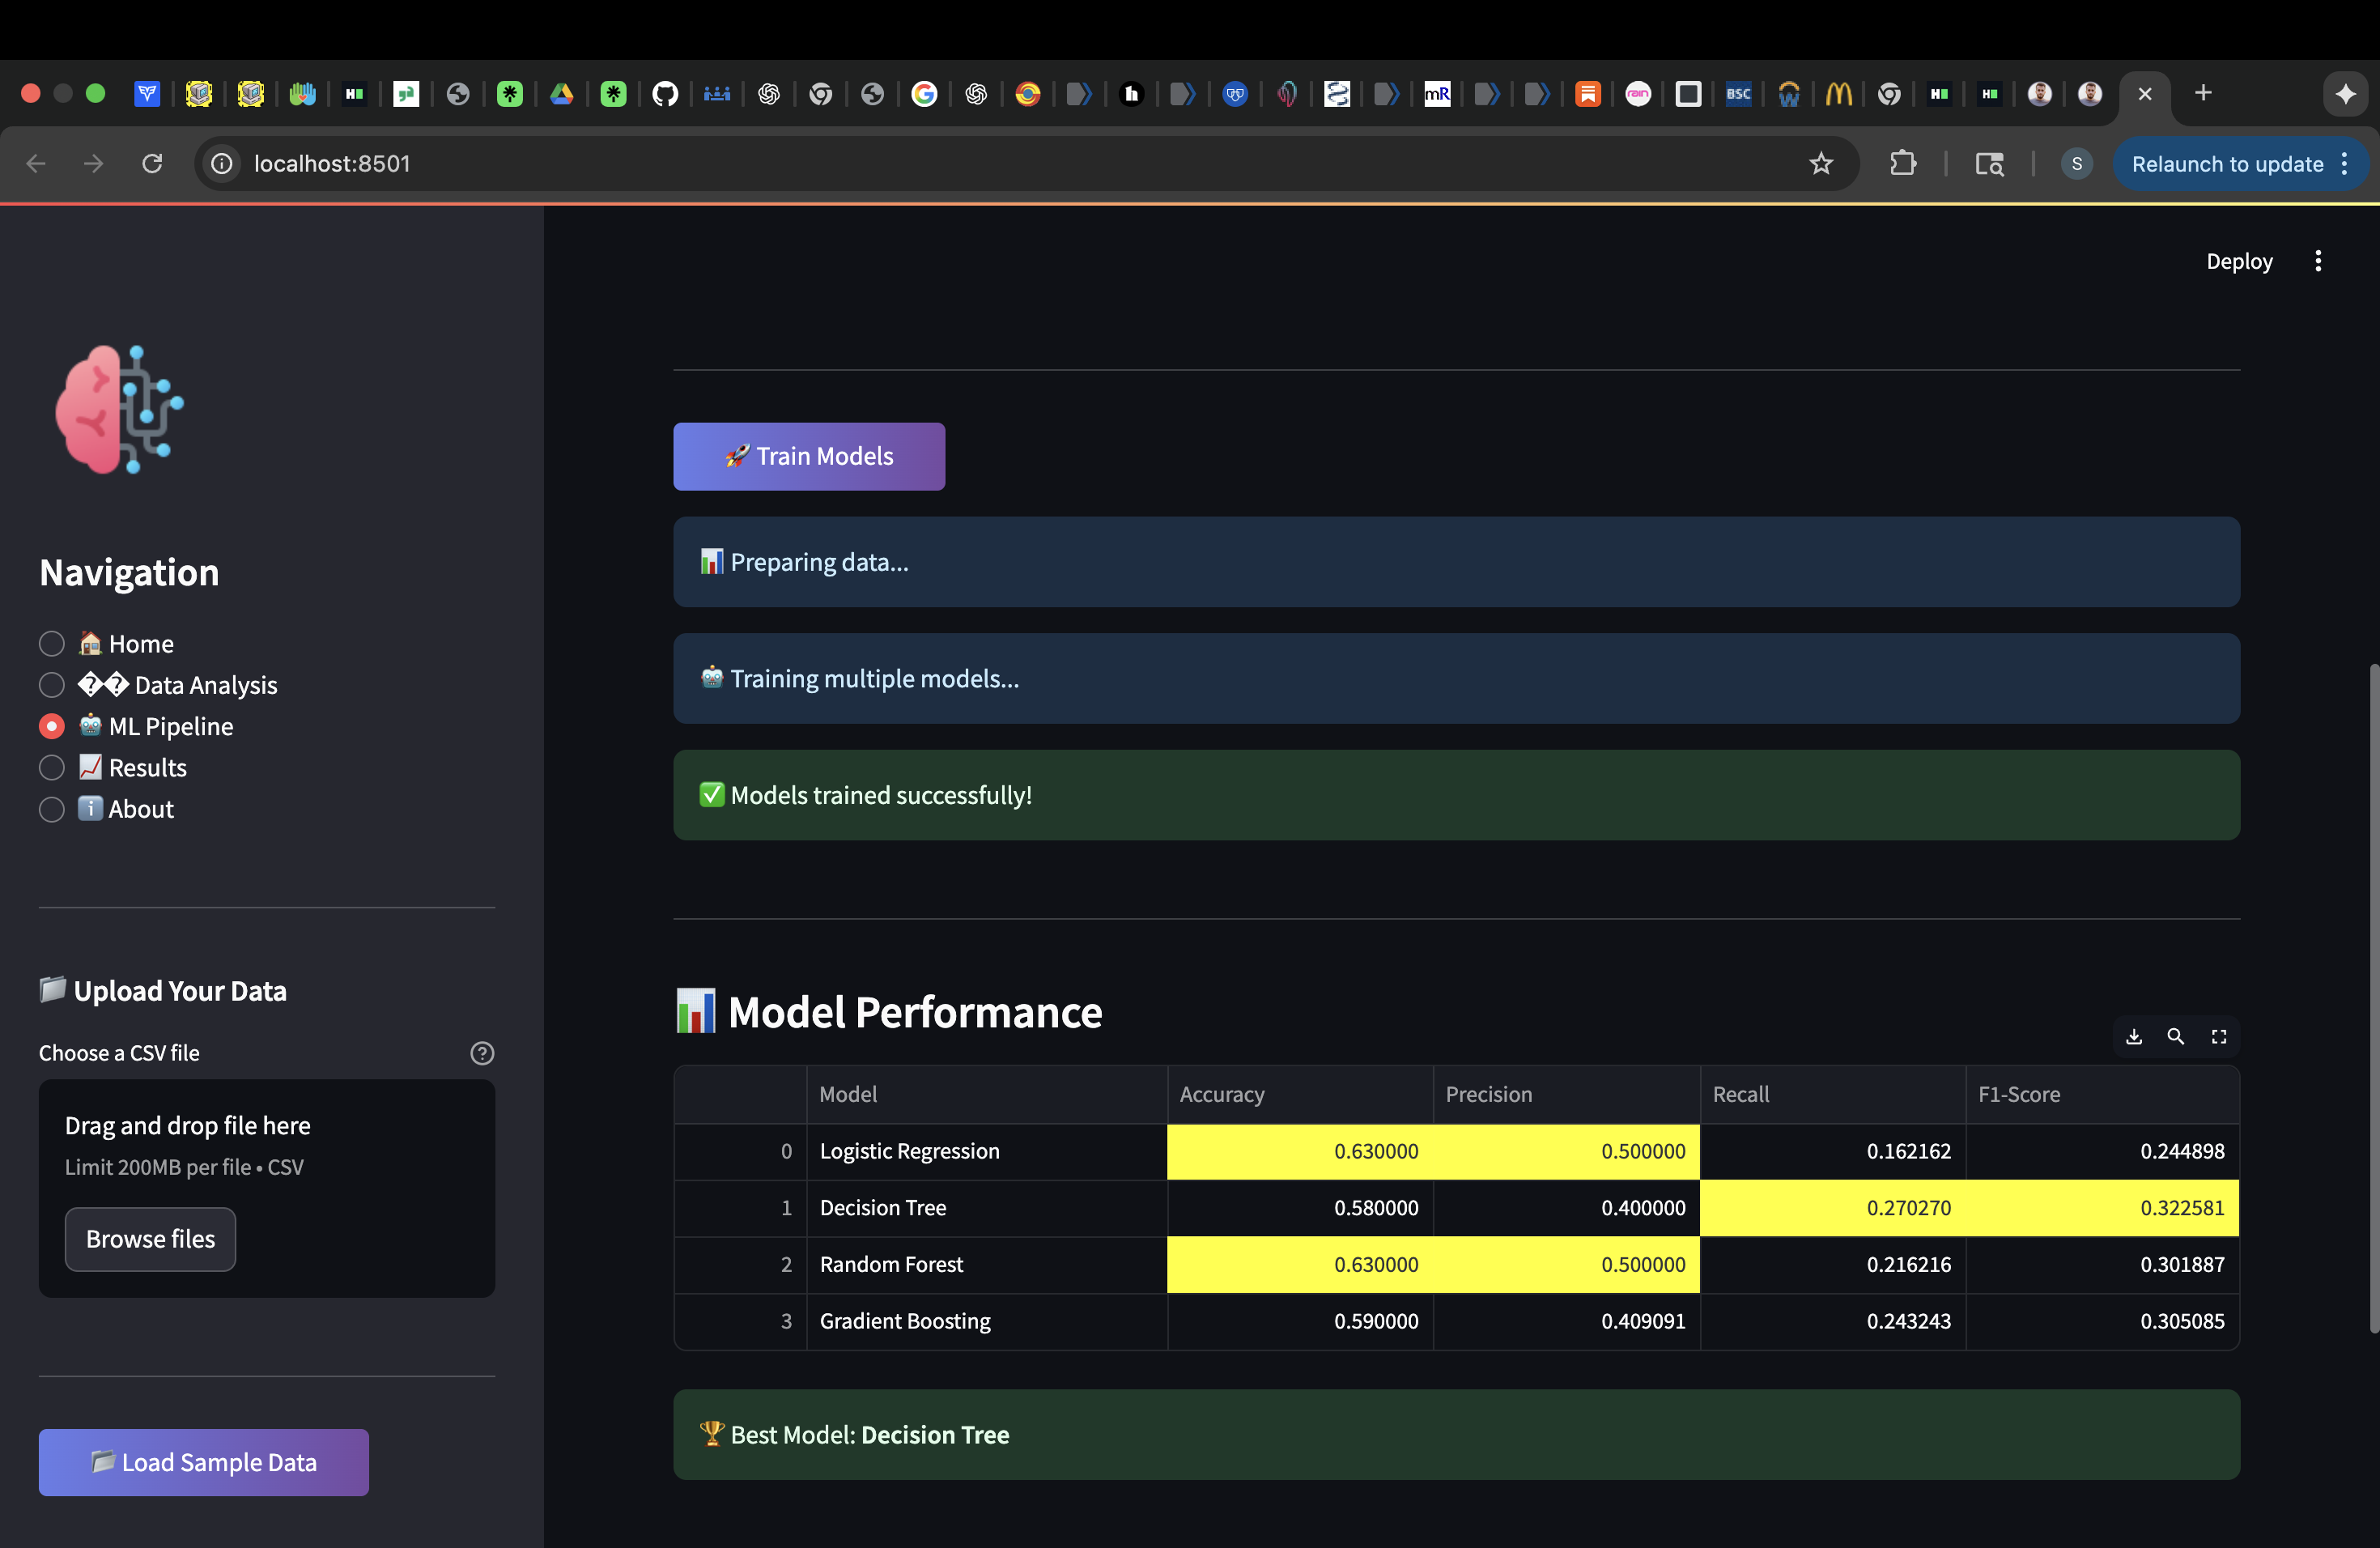 localhost:8501
Relaunch to update
S
H
mR
rain
BSC
Deploy
Navigation
🏠 Home
�� Data Analysis
🤖 ML Pipeline
📈 Results
ℹ️ About
📁 Upload Your Data
Choose a CSV file
Drag and drop file here
Limit 200MB per file • CSV
Browse files
📂 Load Sample Data
🚀 Train Models
📊 Preparing data...
🤖 Training multiple models...
✅ Models trained successfully!
📊 Model Performance
Model Accuracy Precision Recall F1-Score
0 Logistic Regression 0.630000 0.500000 0.162162 0.244898
1 Decision Tree 0.580000 0.400000 0.270270 0.322581
2 Random Forest 0.630000 0.500000 0.216216 0.301887
3 Gradient Boosting 0.590000 0.409091 0.243243 0.305085
🏆 Best Model: Decision Tree